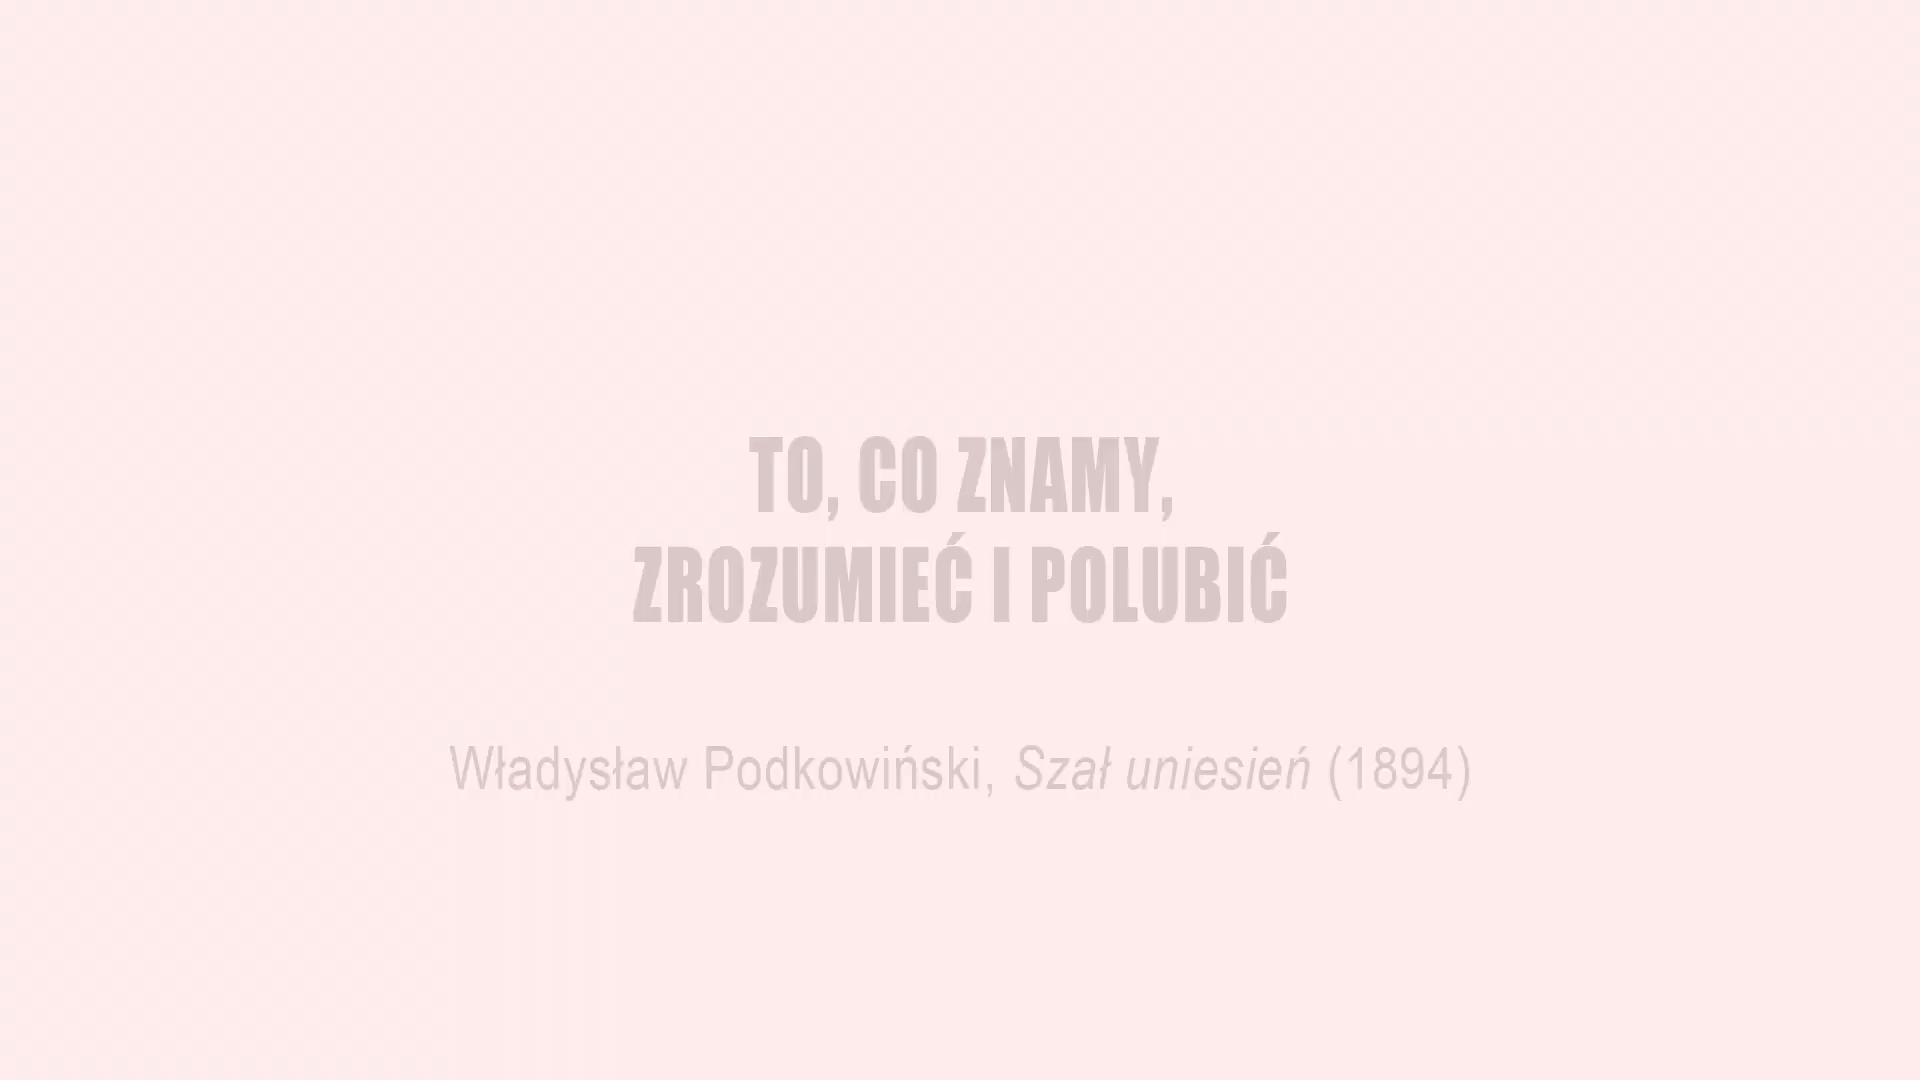 TO, CO ZNAMY,
ZROZUMIEĆ I POLUBIĆ
Władysław Podkowiński, Szał uniesień (1894)